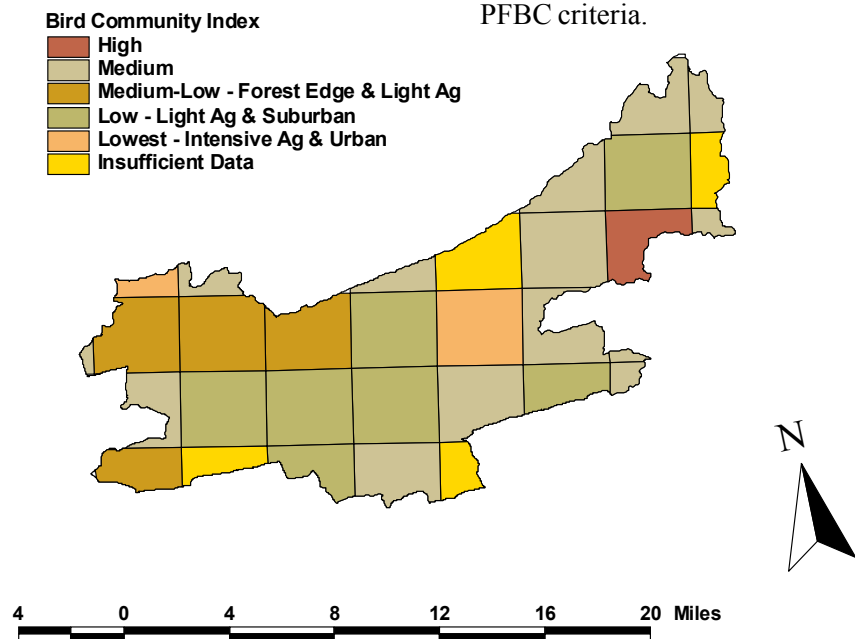 PFBC criteria.
Bird Community Index
High
Medium
Medium-Low - Forest Edge & Light Ag
Low - Light Ag & Suburban
Lowest - Intensive Ag & Urban
Insufficient Data
N
4 0 4 8 12 16 20 Miles